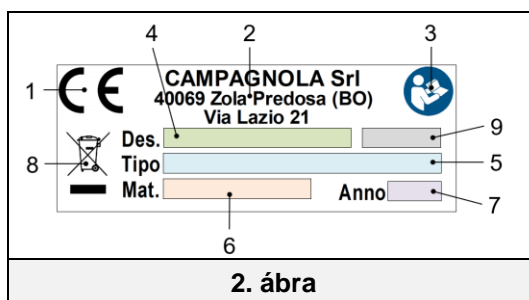 4 2 3
1 CE CAMPAGNOLA Srl
40069 Zola Predosa (BO)
Via Lazio 21
Des. 9
8 Tipo 5
Mat. Anno 7
6
2. ábra